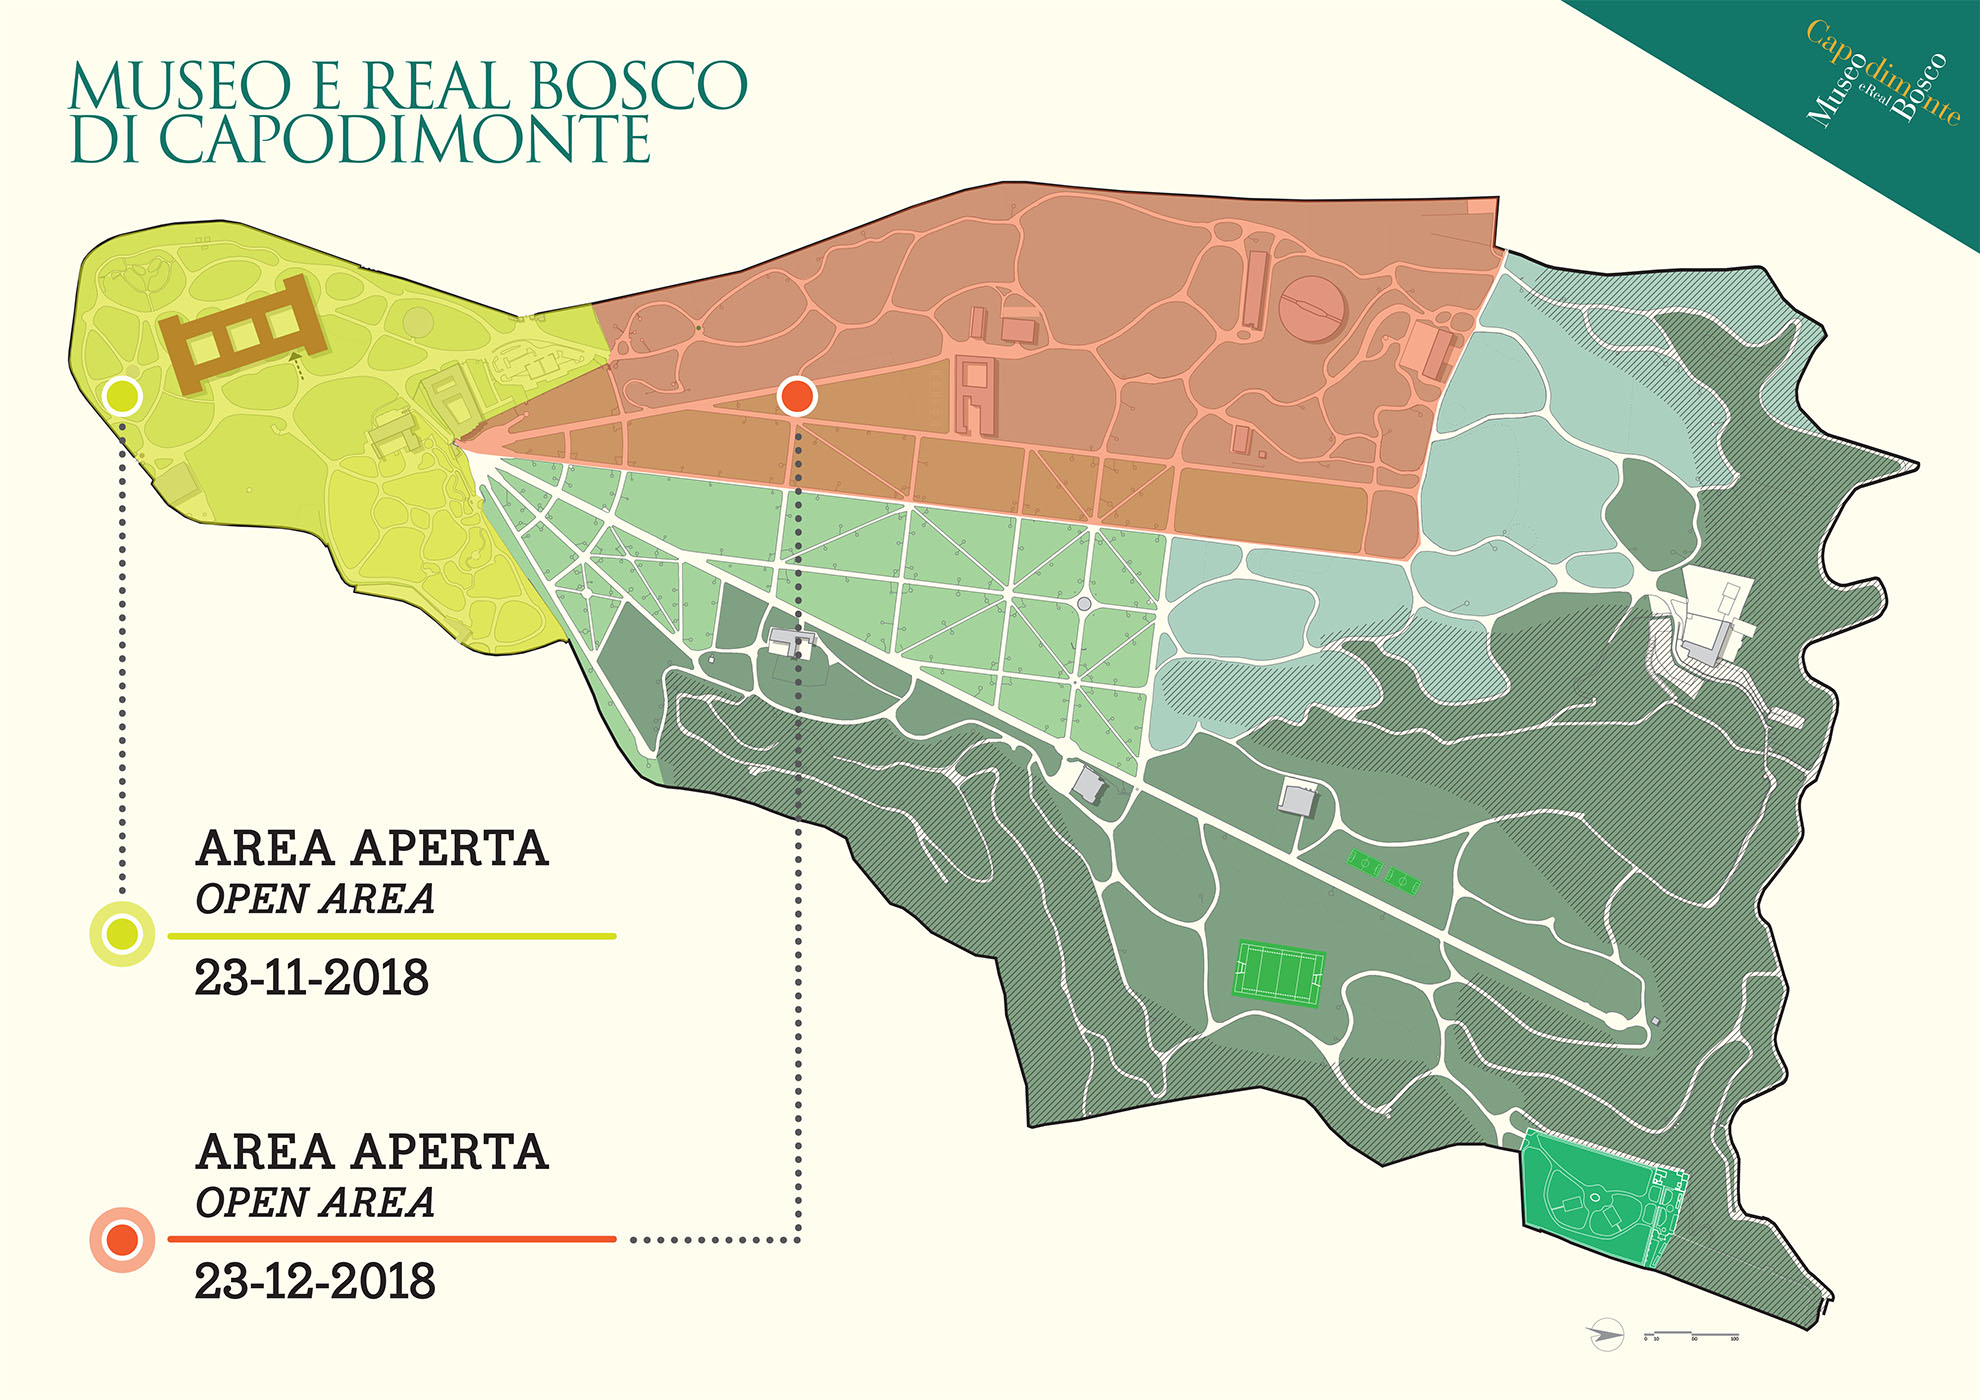 MUSEO E REAL BOSCO
DI CAPODIMONTE
Capodimonte
Museo
e Real
Bosco
AREA APERTA
OPEN AREA
23-11-2018
AREA APERTA
OPEN AREA
23-12-2018
0 10 50 100